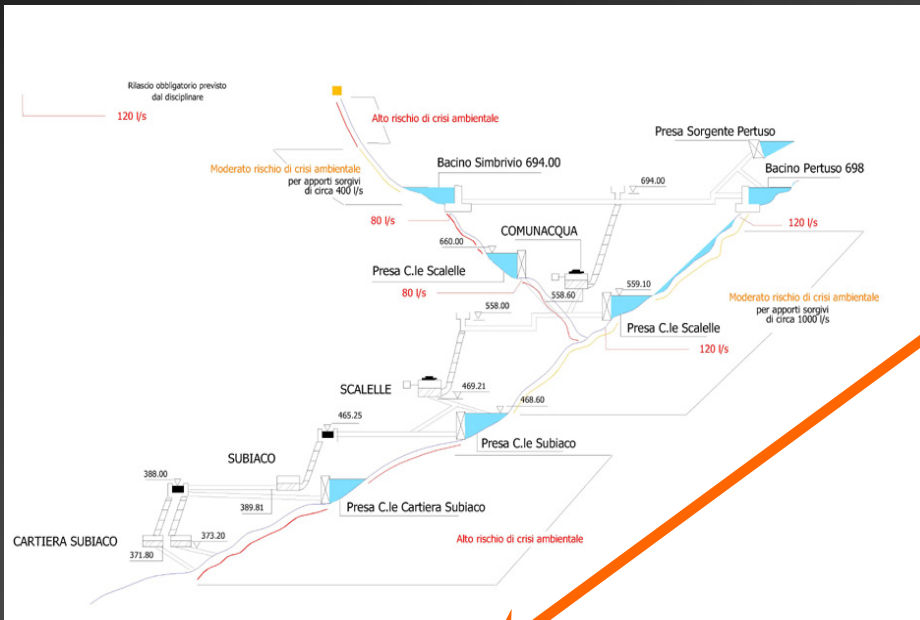 Rilascio obbligatorio previsto
dal disciplinare
120 l/s
Alto rischio di crisi ambientale
Presa Sorgente Pertuso
Moderato rischio di crisi ambientale
per apporti sorgivi
di circa 400 l/s
Bacino Simbrivio 694.00
694.00
Bacino Pertuso 698
80 l/s
120 l/s
COMUNACQUA
660.00
Presa C.le Scalelle
80 l/s
558.60
559.10
Moderato rischio di crisi ambientale
per apporti sorgivi
di circa 1000 l/s
558.00
Presa C.le Scalelle
120 l/s
SCALELLE
469.21
468.60
465.25
Presa C.le Subiaco
SUBIACO
388.00
389.81
Presa C.le Cartiera Subiaco
CARTIERA SUBIACO
373.20
371.80
Alto rischio di crisi ambientale